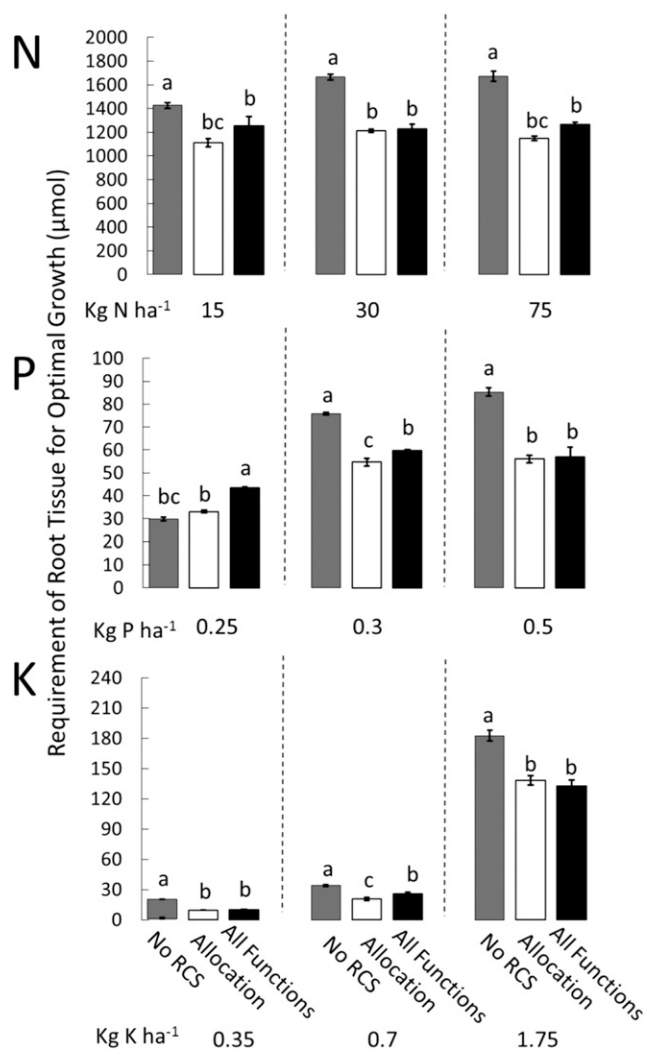 Requirement of Root Tissue for Optimal Growth (µmol)
N
2000
1800
1600
1400
1200
1000
800
600
400
200
0
a bc b a b b a bc b
Kg N ha-1 15 30 75
P
100
90
80
70
60
50
40
30
20
10
0
bc b a a c b a b b
Kg P ha-1 0.25 0.3 0.5
K
240
210
180
150
120
90
60
30
0
a b b a c b a b b
No RCS Allocation All Functions No RCS Allocation All Functions No RCS Allocation All Functions
Kg K ha-1 0.35 0.7 1.75